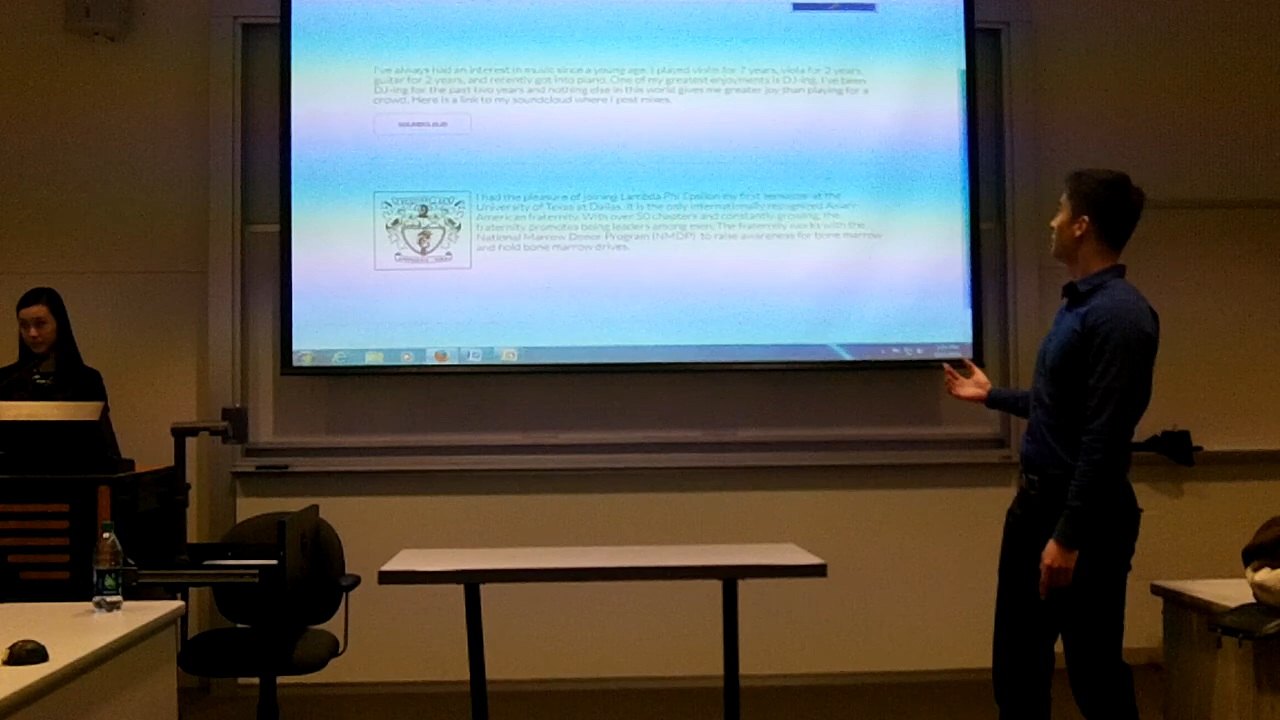 I've always had an interest in music since a young age. I played violin for 7 years, viola for 2 years,
guitar for 2 years, and recently got into piano. One of my greatest enjoyments is DJ-ing. I've been
DJ-ing for the past two years and nothing else in this world gives me greater joy than playing for a
crowd. Here is a link to my soundcloud where I post mixes.
SOUNDCLOUD
I had the pleasure of joining Lambda Phi Epsilon my first semester at the
University of Texas at Dallas. It is the only internationally recognized Asian
American fraternity. With over 50 chapters and constantly growing, the
fraternity promotes being leaders among men. The fraternity works with the
National Marrow Donor Program (NMDP) to raise awareness for bone marrow
and hold bone marrow drives.